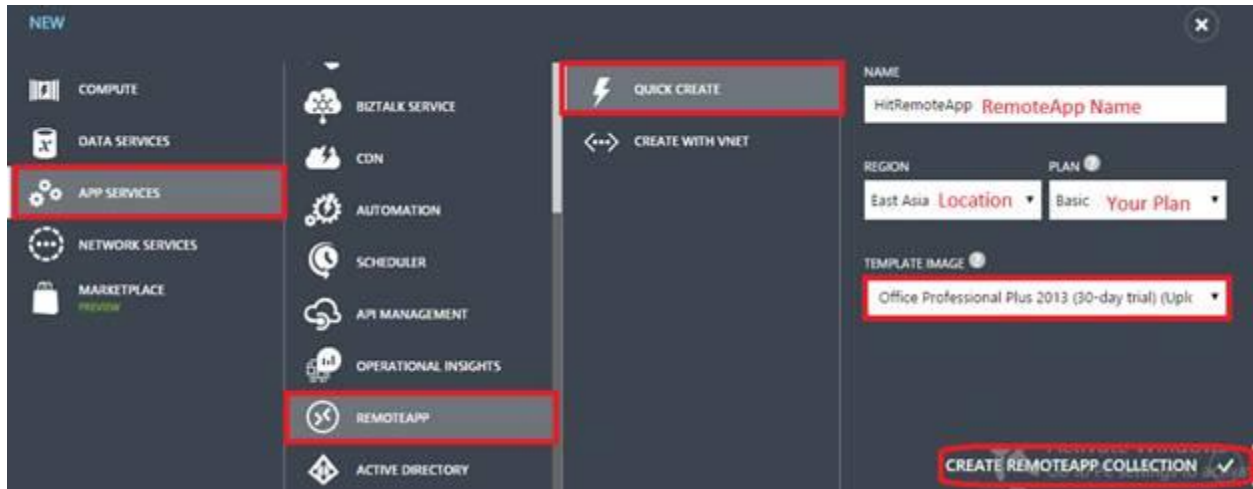 NEW
COMPUTE
DATA SERVICES
APP SERVICES
NETWORK SERVICES
MARKETPLACE
PREVIEW
BIZTALK SERVICE
CDN
AUTOMATION
SCHEDULER
API MANAGEMENT
OPERATIONAL INSIGHTS
REMOTEAPP
ACTIVE DIRECTORY
QUICK CREATE
CREATE WITH VNET
NAME
HitRemoteApp RemoteApp Name
REGION
East Asia Location
PLAN
Basic Your Plan
TEMPLATE IMAGE
Office Professional Plus 2013 (30-day trial) (Uplo
CREATE REMOTEAPP COLLECTION